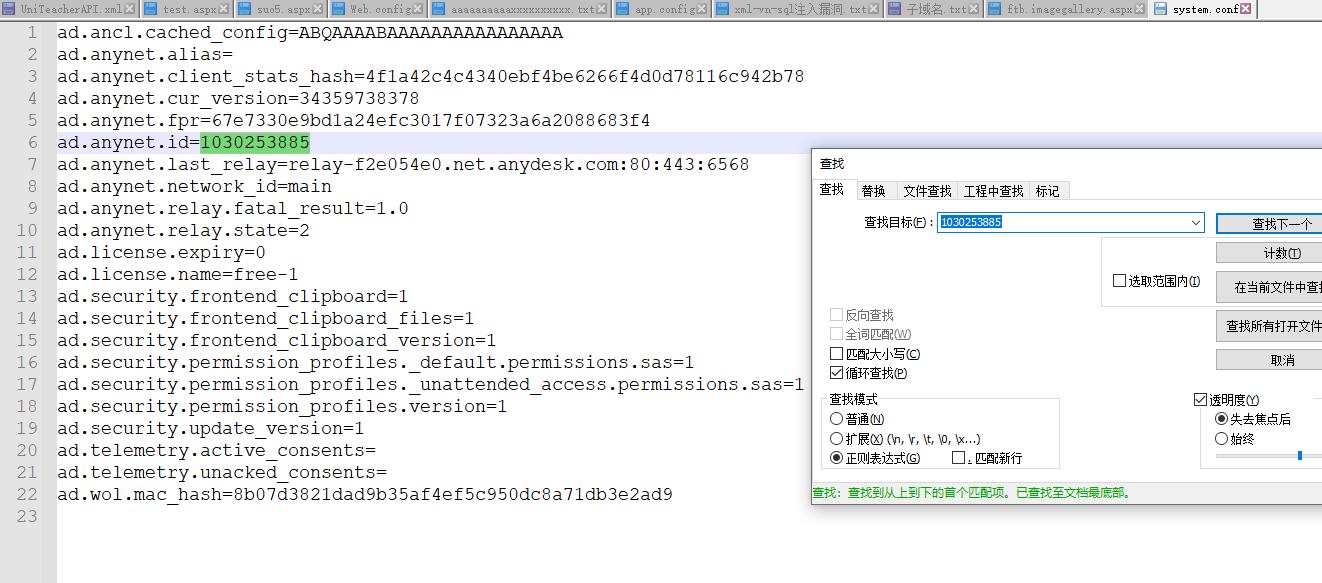 UniTeacherAPI.xml test.aspx suo5.aspx Web.config aaaaaaaaaaxxxxxxxxxx.txt app.config xml-vn-sql注入漏洞.txt 子域名.txt ftb.imagegallery.aspx system.conf
1 ad.ancl.cached_config=ABQAAAABAAAAAAAAAAAAAAAA
2 ad.anynet.alias=
3 ad.anynet.client_stats_hash=4f1a42c4c4340ebf4be6266f4d0d78116c942b78
4 ad.anynet.cur_version=34359738378
5 ad.anynet.fpr=67e7330e9bd1a24efc3017f07323a6a2088683f4
6 ad.anynet.id=1030253885
7 ad.anynet.last_relay=relay-f2e054e0.net.anydesk.com:80:443:6568
8 ad.anynet.network_id=main
9 ad.anynet.relay.fatal_result=1.0
10 ad.anynet.relay.state=2
11 ad.license.expiry=0
12 ad.license.name=free-1
13 ad.security.frontend_clipboard=1
14 ad.security.frontend_clipboard_files=1
15 ad.security.frontend_clipboard_version=1
16 ad.security.permission_profiles._default.permissions.sas=1
17 ad.security.permission_profiles._unattended_access.permissions.sas=1
18 ad.security.permission_profiles.version=1
19 ad.security.update_version=1
20 ad.telemetry.active_consents=
21 ad.telemetry.unacked_consents=
22 ad.wol.mac_hash=8b07d3821dad9b35af4ef5c950dc8a71db3e2ad9
23
查找
查找 替换 文件查找 工程中查找 标记
查找目标(F): 1030253885 查找下一个
计数(T)
选取范围内(I) 在当前文件中查找
反向查找
全词匹配(W) 查找所有打开文件
匹配大小写(C) 取消
循环查找(P)
查找模式 透明度(Y)
普通(N) 失去焦点后
扩展(X) (\n, \r, \t, \0, \x...) 始终
正则表达式(G) . 匹配新行
查找: 查找到从上到下的首个匹配项。已查找至文档最底部。